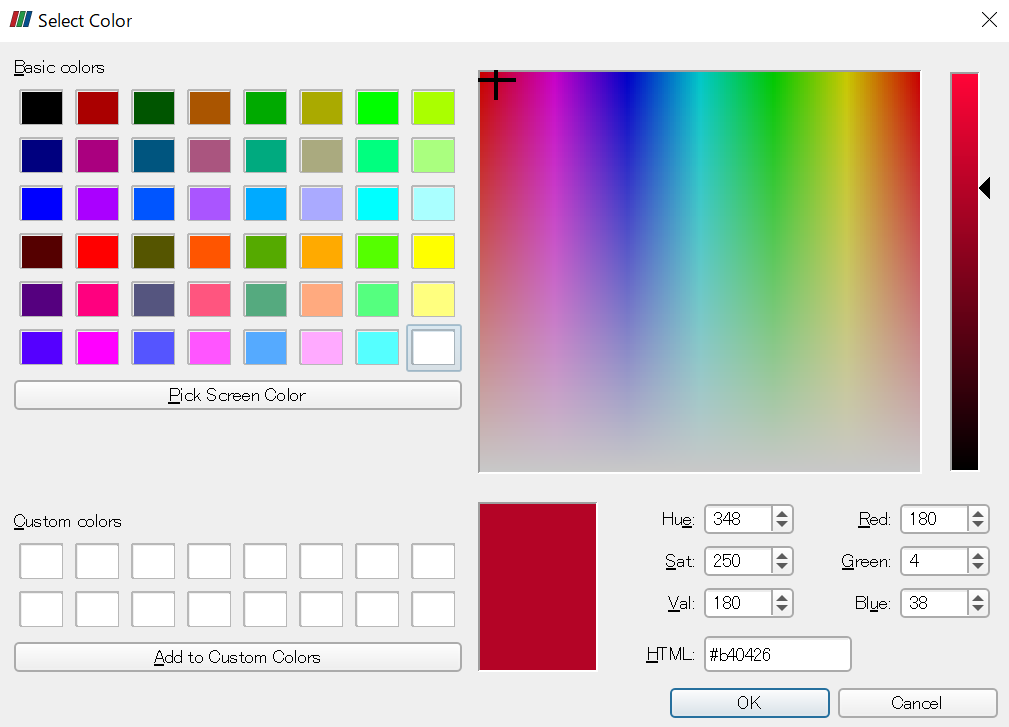 Select Color
Basic colors
Pick Screen Color
Custom colors
Add to Custom Colors
Hue: 348
Red: 180
Sat: 250
Green: 4
Val: 180
Blue: 38
HTML: #b40426
OK
Cancel